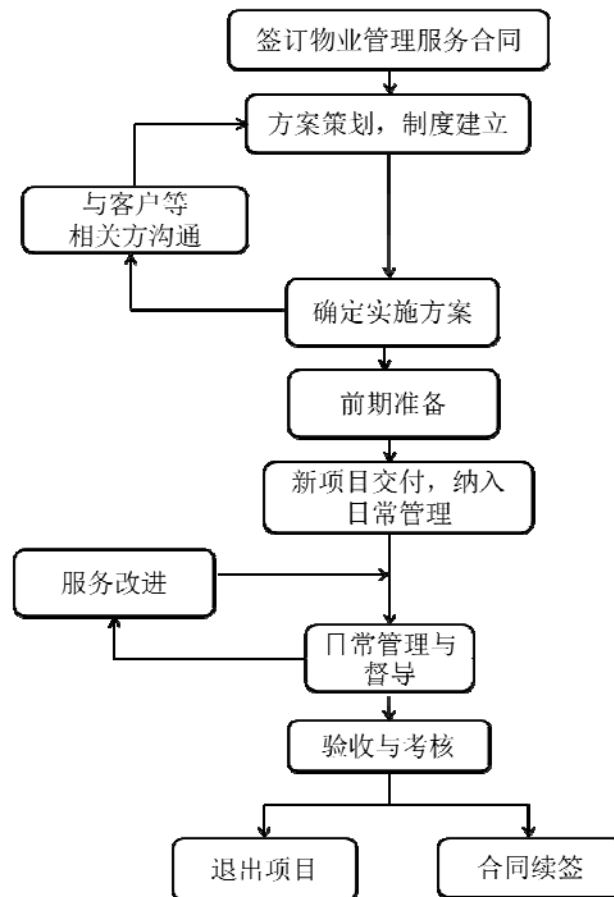 签订物业管理服务合同
方案策划，制度建立
与客户等
相关方沟通
确定实施方案
前期准备
新项目交付，纳入
日常管理
服务改进
日常管理与
督导
验收与考核
退出项目
合同续签